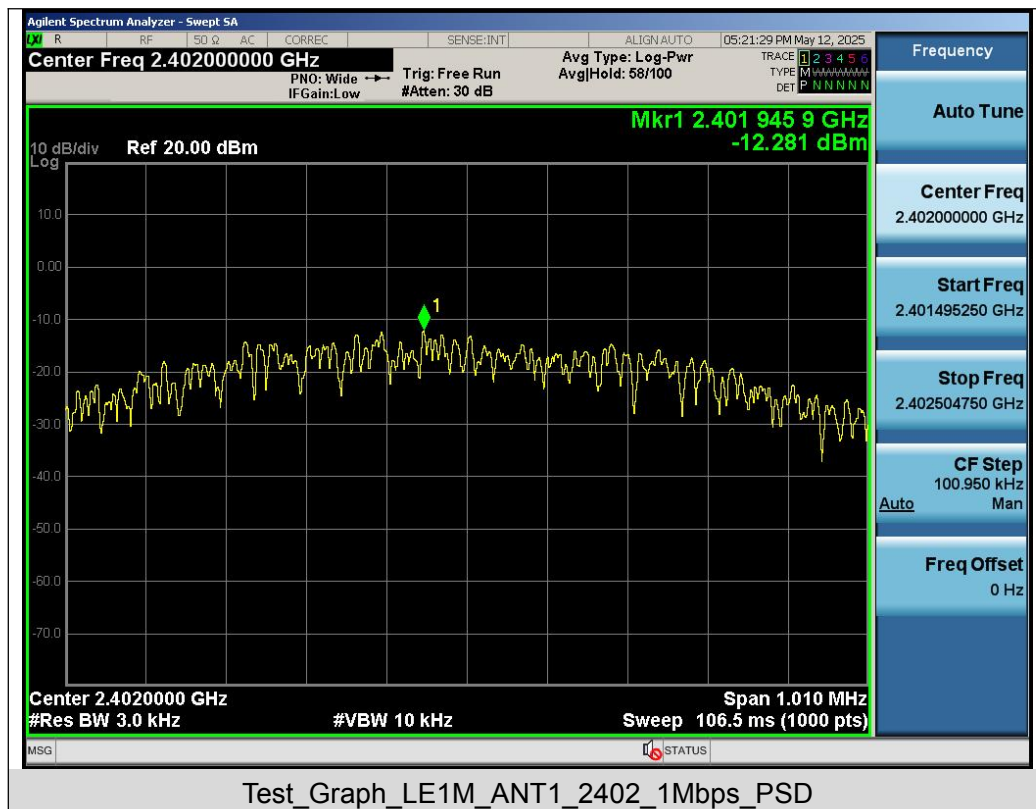 Agilent Spectrum Analyzer - Swept SA
LXI R RF 50 Ω AC CORREC SENSE:INT ALIGN AUTO 05:21:29 PM May 12, 2025
Center Freq 2.402000000 GHz
PNO: Wide
IFGain:Low
Trig: Free Run
#Atten: 30 dB
Avg Type: Log-Pwr
Avg|Hold: 58/100
TRACE 1 2 3 4 5 6
TYPE M WWWWW
DET P N N N N N
Mkr1 2.401 945 9 GHz
-12.281 dBm
10 dB/div Ref 20.00 dBm
Log
10.0
0.00
-10.0
-20.0
-30.0
-40.0
-50.0
-60.0
-70.0
1
Center 2.4020000 GHz Span 1.010 MHz
#Res BW 3.0 kHz #VBW 10 kHz Sweep 106.5 ms (1000 pts)
MSG STATUS
Frequency
Auto Tune
Center Freq
2.402000000 GHz
Start Freq
2.401495250 GHz
Stop Freq
2.402504750 GHz
CF Step
100.950 kHz
Auto Man
Freq Offset
0 Hz
Test_Graph_LE1M_ANT1_2402_1Mbps_PSD